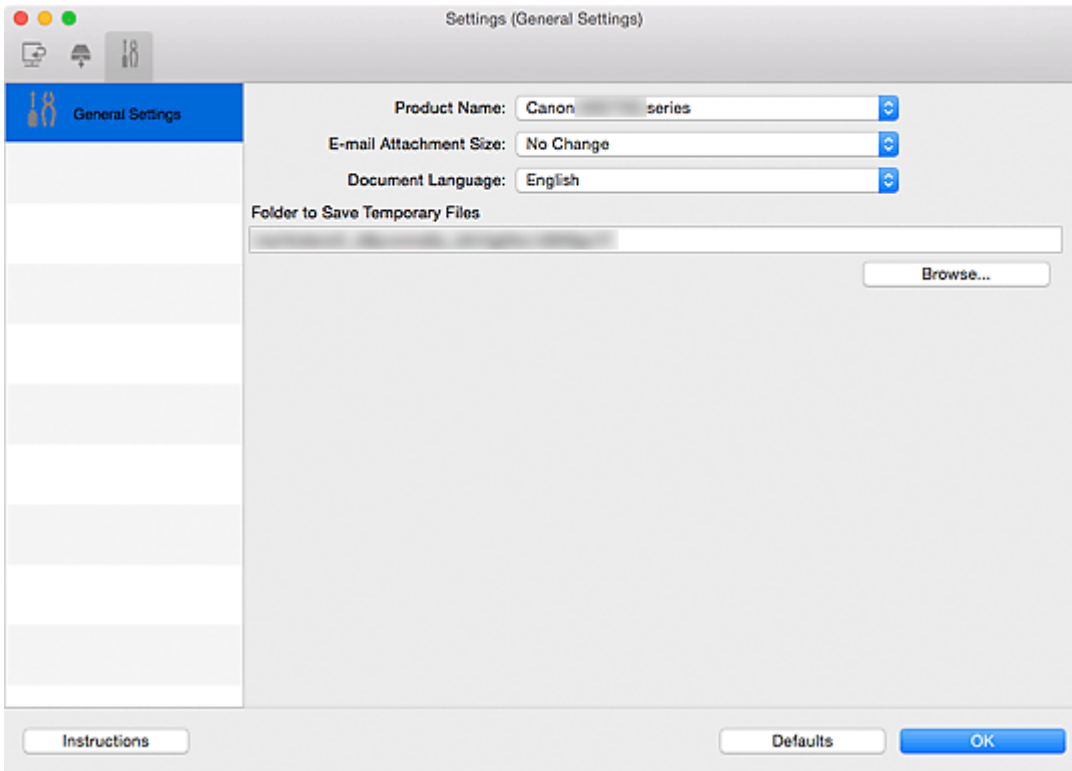 Settings (General Settings)
General Settings
Product Name: Canon series
E-mail Attachment Size: No Change
Document Language: English
Folder to Save Temporary Files
Browse...
Instructions Defaults OK